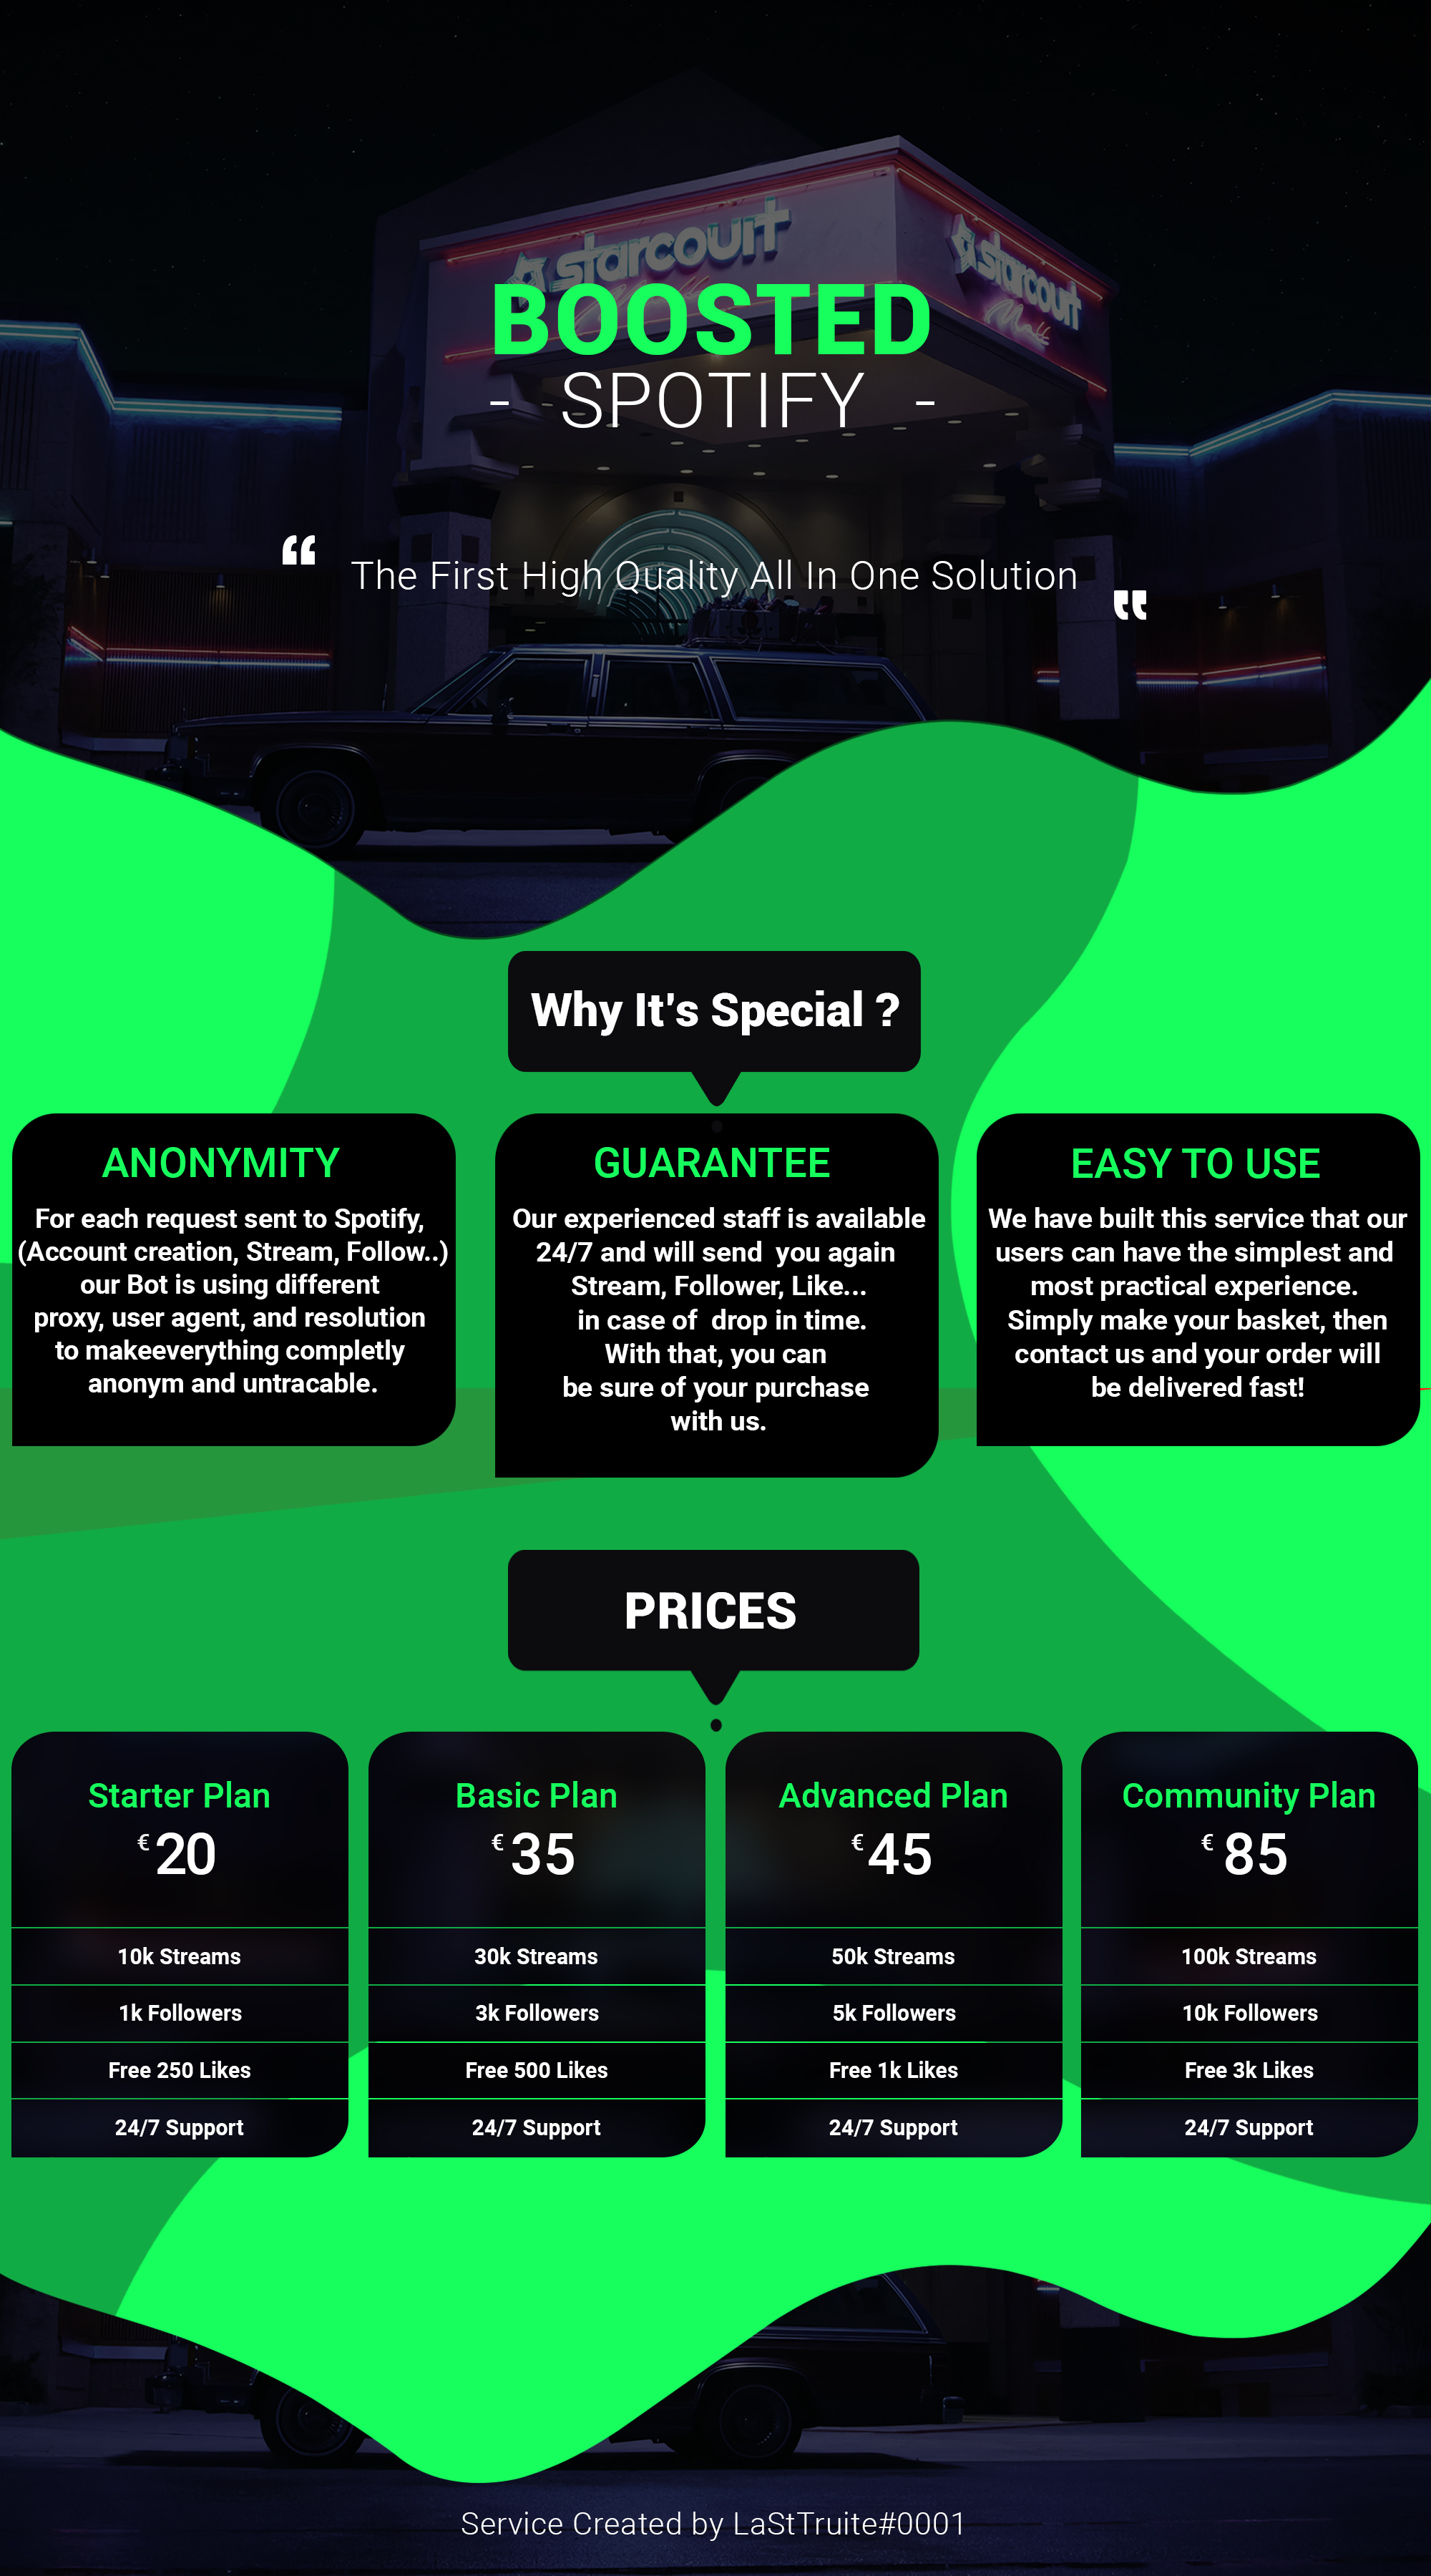 starcourt
starcourt
Mall
BOOSTED
- SPOTIFY -
“ The First High Quality All In One Solution "
Why It's Special ?
ANONYMITY
For each request sent to Spotify,
(Account creation, Stream, Follow..)
our Bot is using different
proxy, user agent, and resolution
to makeeverything completly
anonym and untracable.
GUARANTEE
Our experienced staff is available
24/7 and will send you again
Stream, Follower, Like...
in case of drop in time.
With that, you can
be sure of your purchase
with us.
EASY TO USE
We have built this service that our
users can have the simplest and
most practical experience.
Simply make your basket, then
contact us and your order will
be delivered fast!
PRICES
Starter Plan
€ 20
10k Streams
1k Followers
Free 250 Likes
24/7 Support
Basic Plan
€ 35
30k Streams
3k Followers
Free 500 Likes
24/7 Support
Advanced Plan
€ 45
50k Streams
5k Followers
Free 1k Likes
24/7 Support
Community Plan
€ 85
100k Streams
10k Followers
Free 3k Likes
24/7 Support
Service Created by LaStTruite#0001